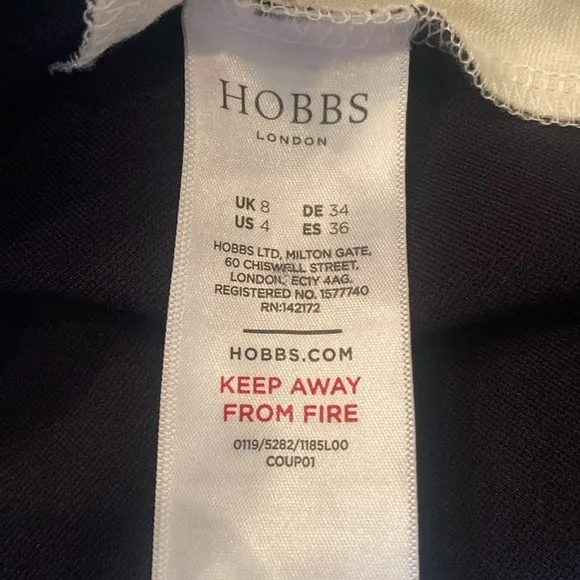 HOBBS
LONDON
UK 8 DE 34
US 4 ES 36
HOBBS LTD, MILTON GATE,
60 CHISWELL STREET,
LONDON, EC1Y 4AG,
REGISTERED NO. 1577740
RN:142172
HOBBS.COM
KEEP AWAY
FROM FIRE
0119/5282/1185L00
COUP01